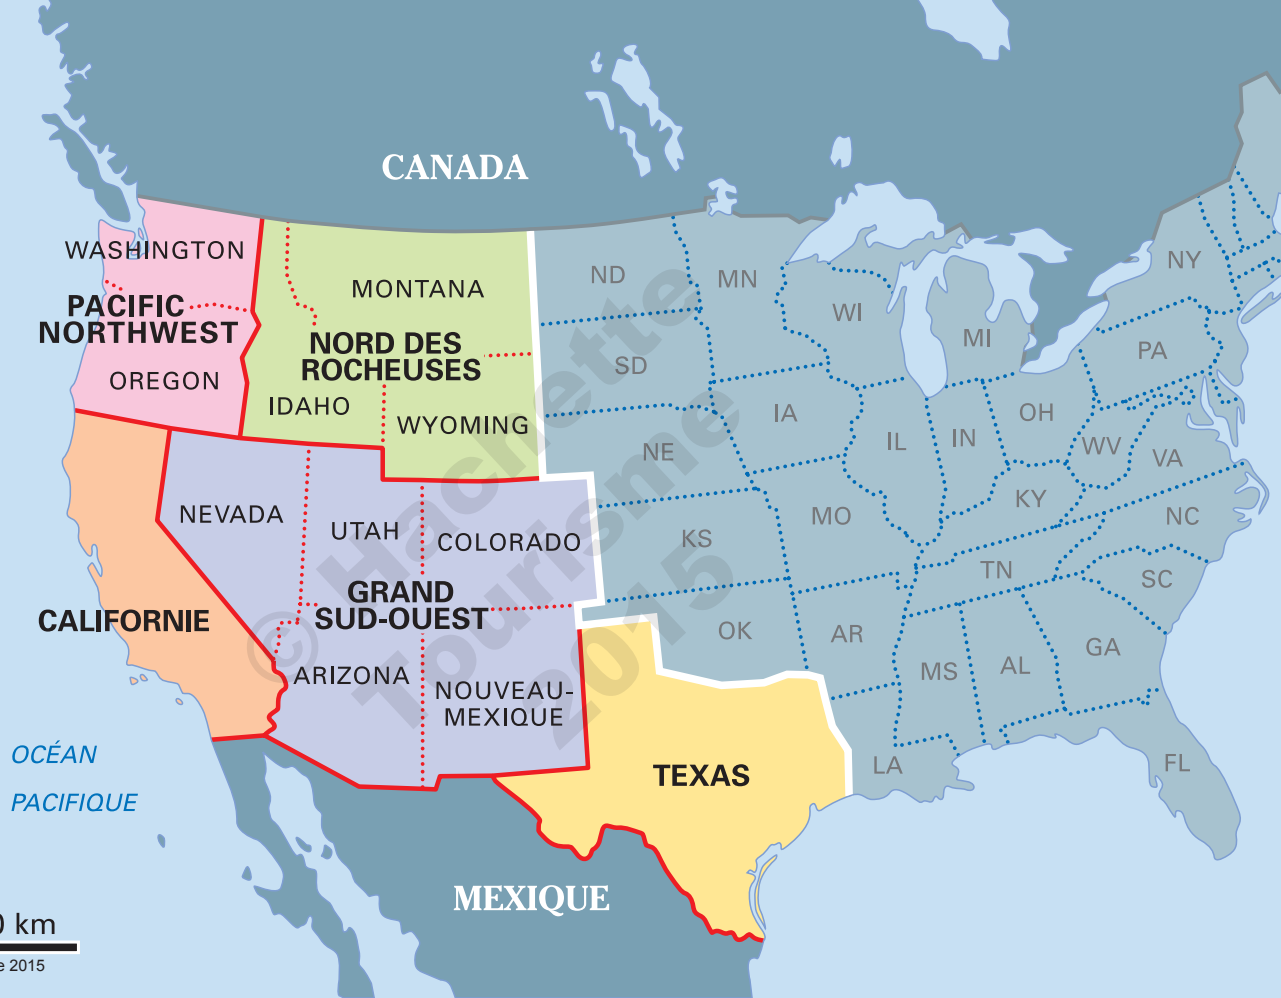 CANADA
WASHINGTON
PACIFIC
NORTHWEST
OREGON
MONTANA
NORD DES
ROCHEUSES
IDAHO
WYOMING
NEVADA
UTAH
COLORADO
GRAND
SUD-OUEST
CALIFORNIE
ARIZONA
NOUVEAU-
MEXIQUE
TEXAS
OCÉAN
PACIFIQUE
MEXIQUE
ND
MN
WI
MI
NY
SD
IA
PA
NE
IL
IN
OH
WV
VA
KS
MO
KY
NC
TN
SC
OK
AR
MS
AL
GA
LA
FL
© Hachette
Tourisme
2015
0 km
e 2015